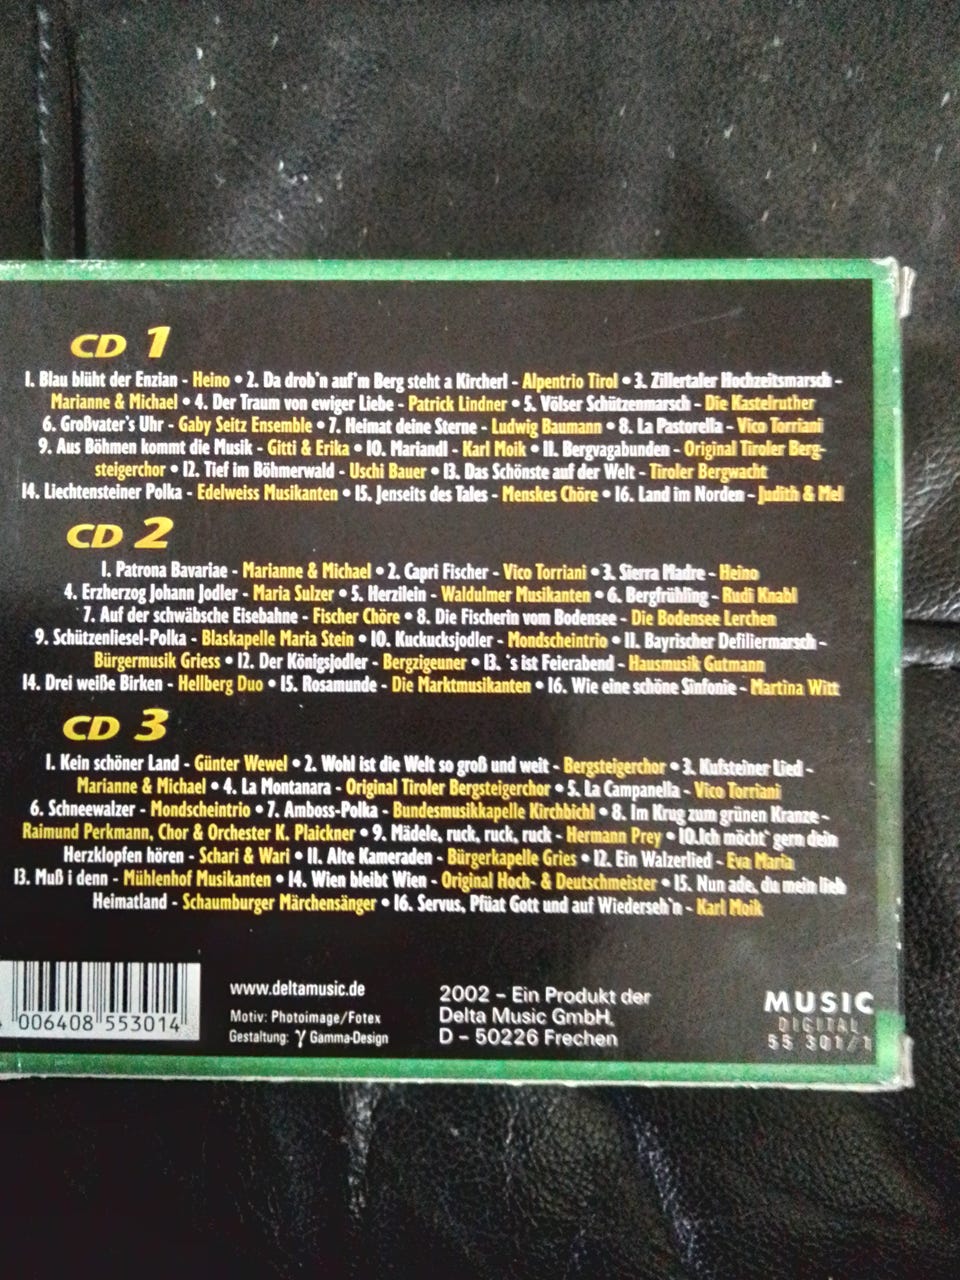 CD 1
1. Blau blüht der Enzian - Heino • 2. Da drob'n auf'm Berg steht a Kircherl - Alpentrio Tirol • 3. Zillertaler Hochzeitsmarsch -
Marianne & Michael • 4. Der Traum von ewiger Liebe - Patrick Lindner • 5. Völser Schützenmarsch - Die Kastelruther
6. Großvater's Uhr - Gaby Seitz Ensemble • 7. Heimat deine Sterne - Ludwig Baumann • 8. La Pastorella - Vico Torriani
9. Aus Böhmen kommt die Musik - Gitti & Erika • 10. Mariandl - Karl Moik • 11. Bergvagabunden - Original Tiroler Berg-
steigerchor • 12. Tief im Böhmerwald - Uschi Bauer • 13. Das Schönste auf der Welt - Tiroler Bergwacht
14. Liechtensteiner Polka - Edelweiss Musikanten • 15. Jenseits des Tales - Menskes Chöre • 16. Land im Norden - Judith & Mel
CD 2
1. Patrona Bavariae - Marianne & Michael • 2. Capri Fischer - Vico Torriani • 3. Sierra Madre - Heino
4. Erzherzog Johann Jodler - Maria Sulzer • 5. Herzilein - Waldulmer Musikanten • 6. Bergfrühling - Rudi Knabl
7. Auf der schwäbsche Eisebahne - Fischer Chöre • 8. Die Fischerin vom Bodensee - Die Bodensee Lerchen
9. Schützenliesel-Polka - Blaskapelle Maria Stein • 10. Kuckucksjodler - Mondscheintrio • 11. Bayrischer Defiliermarsch -
Bürgermusik Griess • 12. Der Königsjodler - Bergzigeuner • 13. 's ist Feierabend - Hausmusik Gutmann
14. Drei weiße Birken - Hellberg Duo • 15. Rosamunde - Die Marktmusikanten • 16. Wie eine schöne Sinfonie - Martina Witt
CD 3
1. Kein schöner Land - Günter Wewel • 2. Wohl ist die Welt so groß und weit - Bergsteigerchor • 3. Kufsteiner Lied -
Marianne & Michael • 4. La Montanara - Original Tiroler Bergsteigerchor • 5. La Campanella - Vico Torriani
6. Schneewalzer - Mondscheintrio • 7. Amboss-Polka - Bundesmusikkapelle Kirchbichl • 8. Im Krug zum grünen Kranze -
Raimund Perkmann, Chor & Orchester K. Plaickner • 9. Mädele, ruck, ruck, ruck - Hermann Prey • 10.Ich möcht` gern dein
Herzklopfen hören - Schari & Wari • 11. Alte Kameraden - Bürgerkapelle Gries • 12. Ein Walzerlied - Eva Maria
13. Muß i denn - Mühlenhof Musikanten • 14. Wien bleibt Wien - Original Hoch- & Deutschmeister • 15. Nun ade, du mein lieb
Heimatland - Schaumburger Märchensänger • 16. Servus, Pfüat Gott und auf Wiederseh`n - Karl Moik
006408 553014
www.deltamusic.de
Motiv: Photoimage/Fotex
Gestaltung: γ Gamma-Design
2002 – Ein Produkt der
Delta Music GmbH,
D – 50226 Frechen
MUSIC
DIGITAL
55 301/1